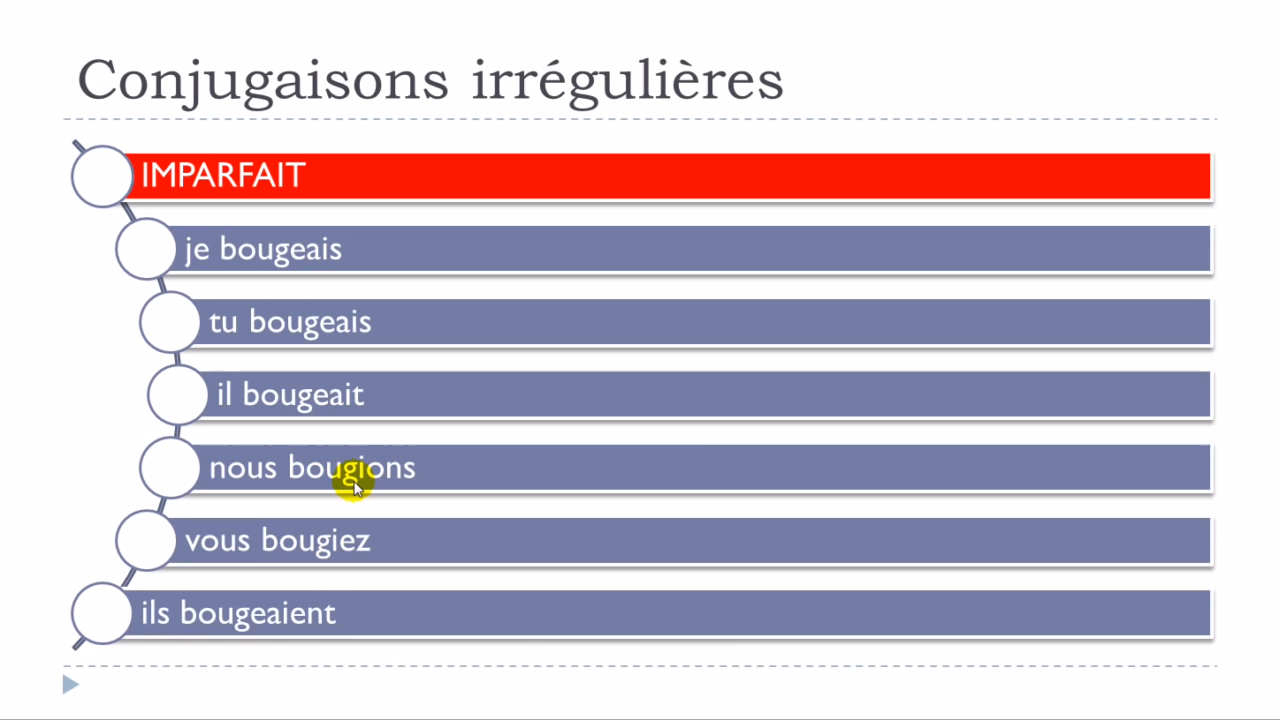 Conjugaisons irrégulières
IMPARFAIT
je bougeais
tu bougeais
il bougeait
nous bougions
vous bougiez
ils bougeaient